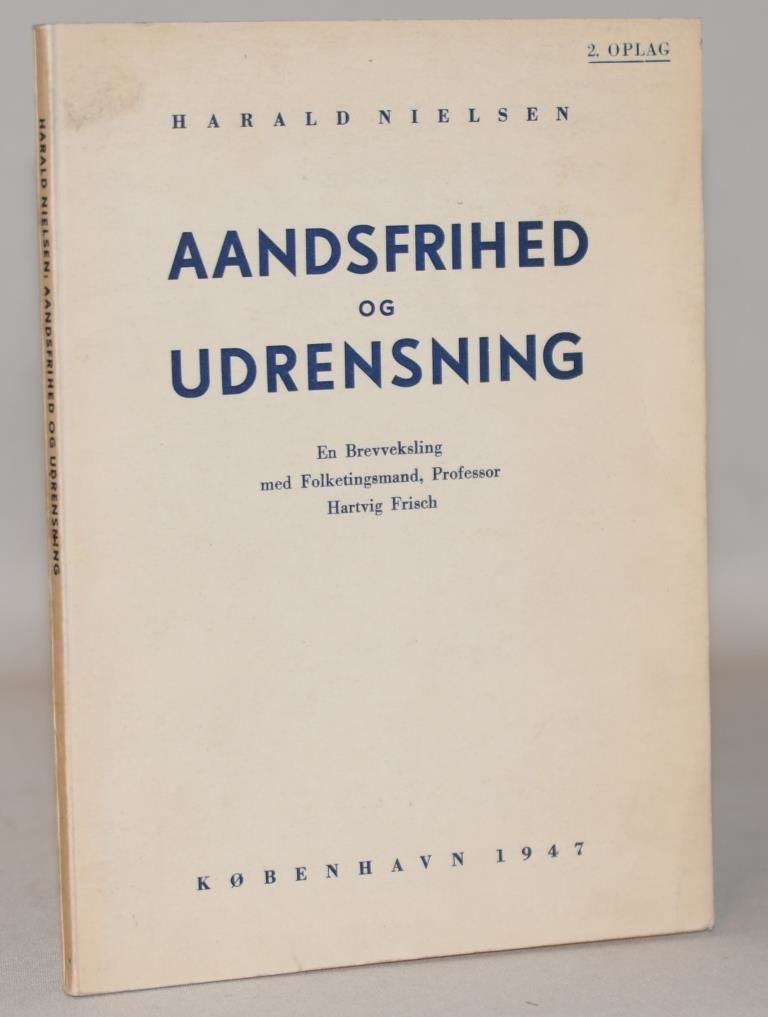 2. OPLAG
HARALD NIELSEN
AANDSFRIHED
OG
UDRENSNING
En Brevveksling
med Folketingsmand, Professor
Hartvig Frisch
KØBENHAVN 1947
HARALD NIELSEN: AANDSFRIHED OG UDRENSNING